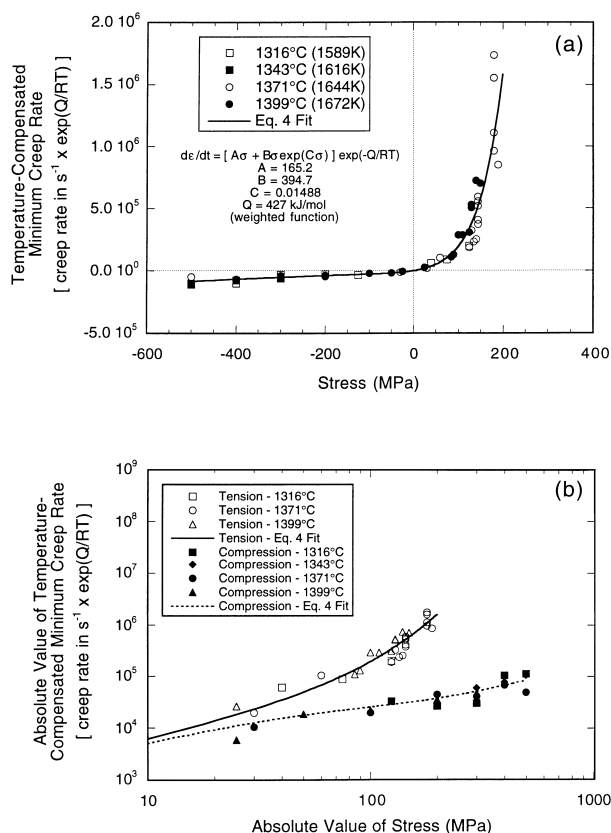 (a)
2.0 10⁶
1.5 10⁶
1.0 10⁶
5.0 10⁵
0.0 10⁰
-5.0 10⁵
Temperature-Compensated
Minimum Creep Rate
[ creep rate in s⁻¹ x exp(Q/RT) ]
1316°C (1589K)
1343°C (1616K)
1371°C (1644K)
1399°C (1672K)
Eq. 4 Fit
dε/dt = [ Aσ + Bσexp(Cσ) ] exp(-Q/RT)
A = 165.2
B = 394.7
C = 0.01488
Q = 427 kJ/mol
(weighted function)
-600 -400 -200 0 200 400
Stress (MPa)
(b)
10⁹
10⁸
10⁷
10⁶
10⁵
10⁴
10³
Absolute Value of Temperature-
Compensated Minimum Creep Rate
[ creep rate in s⁻¹ x exp(Q/RT) ]
Tension - 1316°C
Tension - 1371°C
Tension - 1399°C
Tension - Eq. 4 Fit
Compression - 1316°C
Compression - 1343°C
Compression - 1371°C
Compression - 1399°C
Compression - Eq. 4 Fit
10 100 1000
Absolute Value of Stress (MPa)